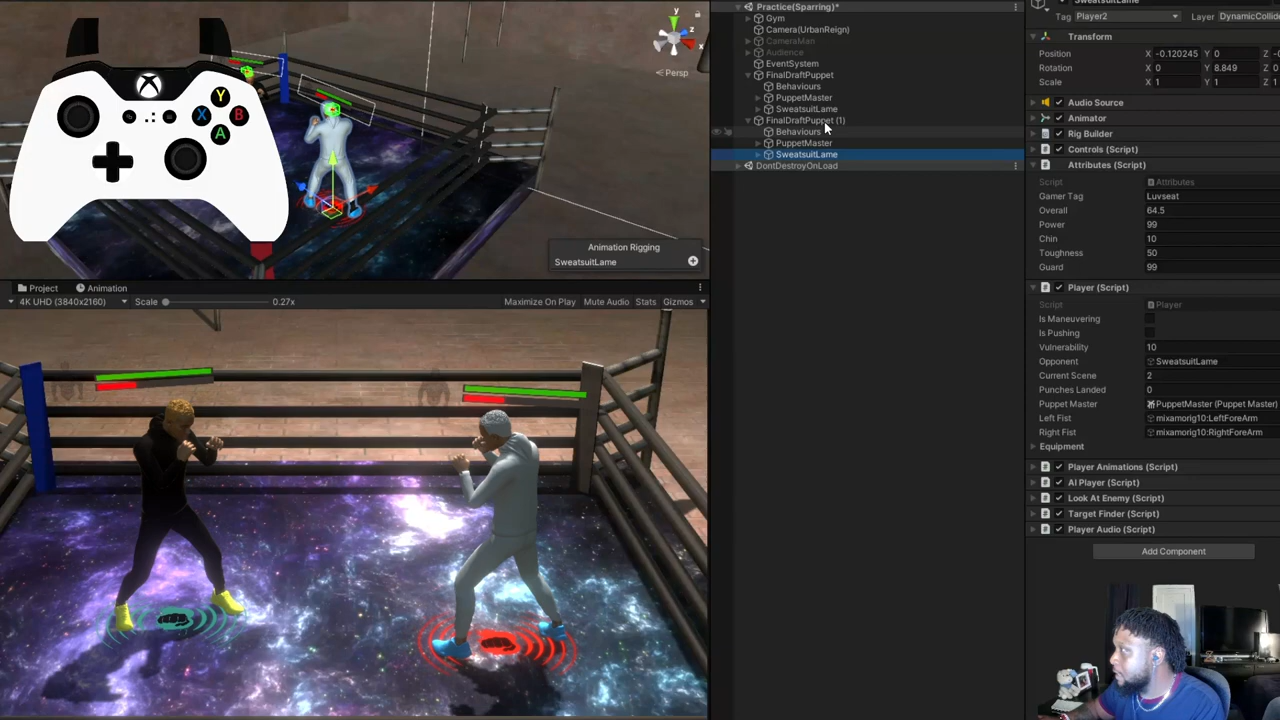 Y
X
B
A
y
z
x
Persp
Animation Rigging
SweatsuitLame
Project
Animation
4K UHD (3840x2160)
Scale
0.27x
Maximize On Play
Mute Audio
Stats
Gizmos
Practice(Sparring)*
Gym
Camera(UrbanReign)
CameraMan
Audience
EventSystem
FinalDraftPuppet
Behaviours
PuppetMaster
SweatsuitLame
FinalDraftPuppet (1)
Behaviours
PuppetMaster
SweatsuitLame
DontDestroyOnLoad
SweatsuitLame
Tag Player2 Layer DynamicCollid
Transform
Position X -0.120245 Y 0 Z
Rotation X 0 Y 8.849 Z 0
Scale X 1 Y 1 Z 1
Audio Source
Animator
Rig Builder
Controls (Script)
Attributes (Script)
Script Attributes
Gamer Tag Luvseat
Overall 64.5
Power 99
Chin 10
Toughness 50
Guard 99
Player (Script)
Script Player
Is Maneuvering
Is Pushing
Vulnerability 10
Opponent SweatsuitLame
Current Scene 2
Punches Landed 0
Puppet Master PuppetMaster (Puppet Master)
Left Fist mixamorig10:LeftForeArm
Right Fist mixamorig10:RightForeArm
Equipment
Player Animations (Script)
AI Player (Script)
Look At Enemy (Script)
Target Finder (Script)
Player Audio (Script)
Add Component